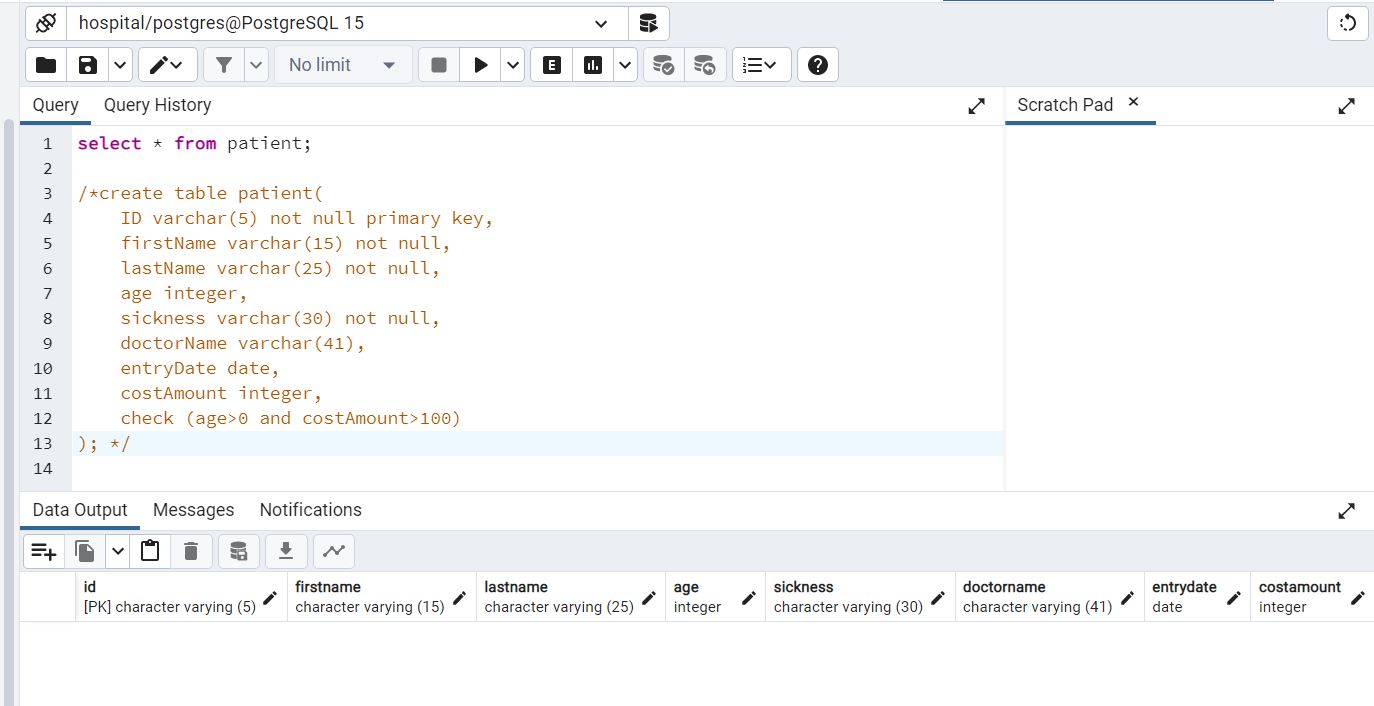 hospital/postgres@PostgreSQL 15
No limit
E
Query Query History Scratch Pad
1 select * from patient;
2
3 /*create table patient(
4 ID varchar(5) not null primary key,
5 firstName varchar(15) not null,
6 lastName varchar(25) not null,
7 age integer,
8 sickness varchar(30) not null,
9 doctorName varchar(41),
10 entryDate date,
11 costAmount integer,
12 check (age>0 and costAmount>100)
13 ); */
14
Data Output Messages Notifications
id firstname lastname age sickness doctorname entrydate costamount
[PK] character varying (5) character varying (15) character varying (25) integer character varying (30) character varying (41) date integer